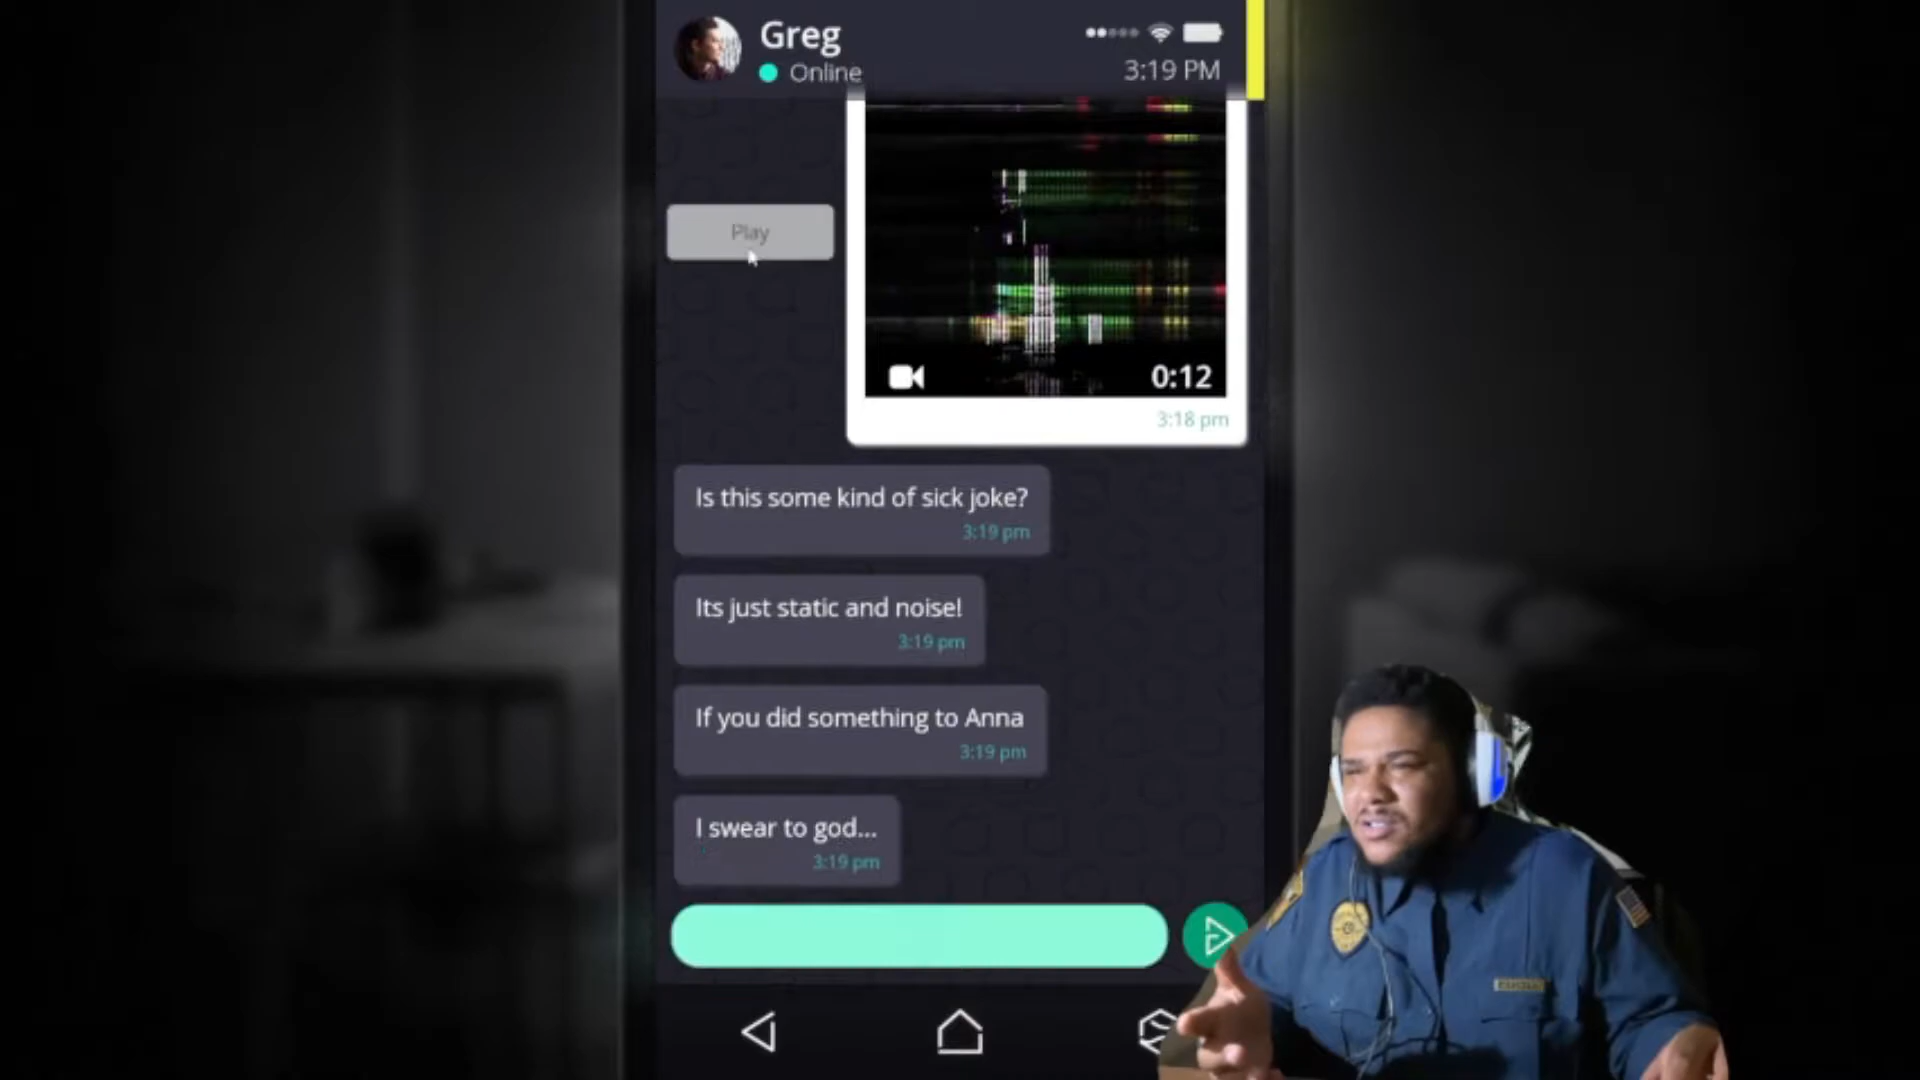 Greg
Online
3:19 PM
Play
0:12
3:18 pm
Is this some kind of sick joke?
3:19 pm
Its just static and noise!
3:19 pm
If you did something to Anna
3:19 pm
I swear to god...
3:19 pm